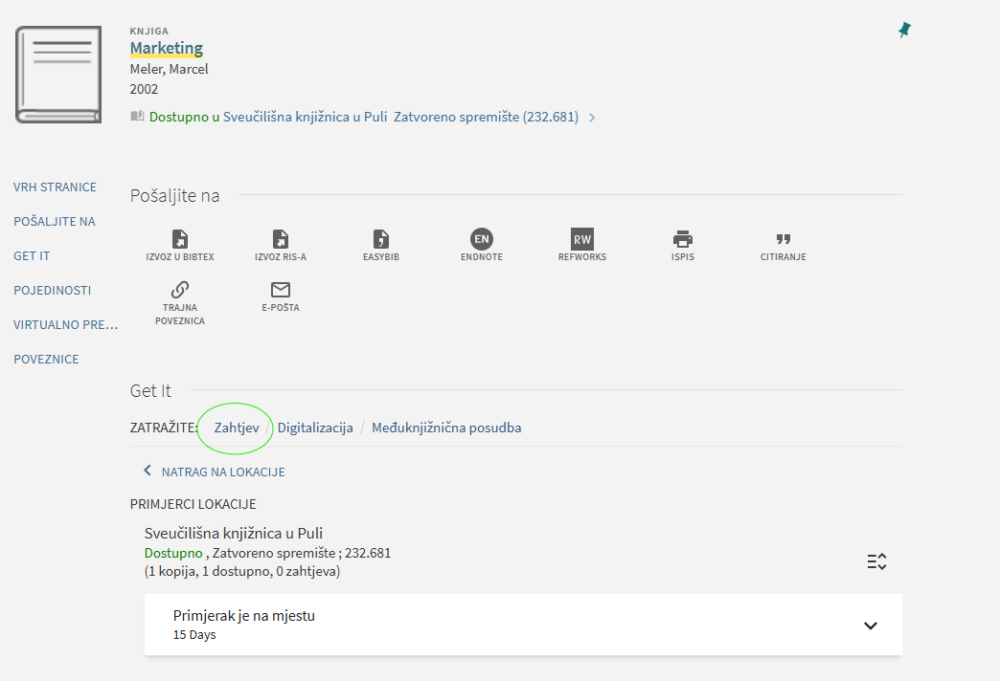 KNJIGA
Marketing
Meler, Marcel
2002
Dostupno u Sveučilišna knjižnica u Puli Zatvoreno spremište (232.681)
VRH STRANICE
POŠALJITE NA
GET IT
POJEDINOSTI
VIRTUALNO PRE...
POVEZNICE
Pošaljite na
IZVOZ U BIBTEX
IZVOZ RIS-A
EASYBIB
EN
ENDNOTE
RW
REFWORKS
ISPIS
CITIRANJE
TRAJNA
POVEZNICA
E-POŠTA
Get It
ZATRAŽITE: Zahtjev / Digitalizacija / Međuknjižnična posudba
NATRAG NA LOKACIJE
PRIMJERCI LOKACIJE
Sveučilišna knjižnica u Puli
Dostupno , Zatvoreno spremište ; 232.681
(1 kopija, 1 dostupno, 0 zahtjeva)
Primjerak je na mjestu
15 Days